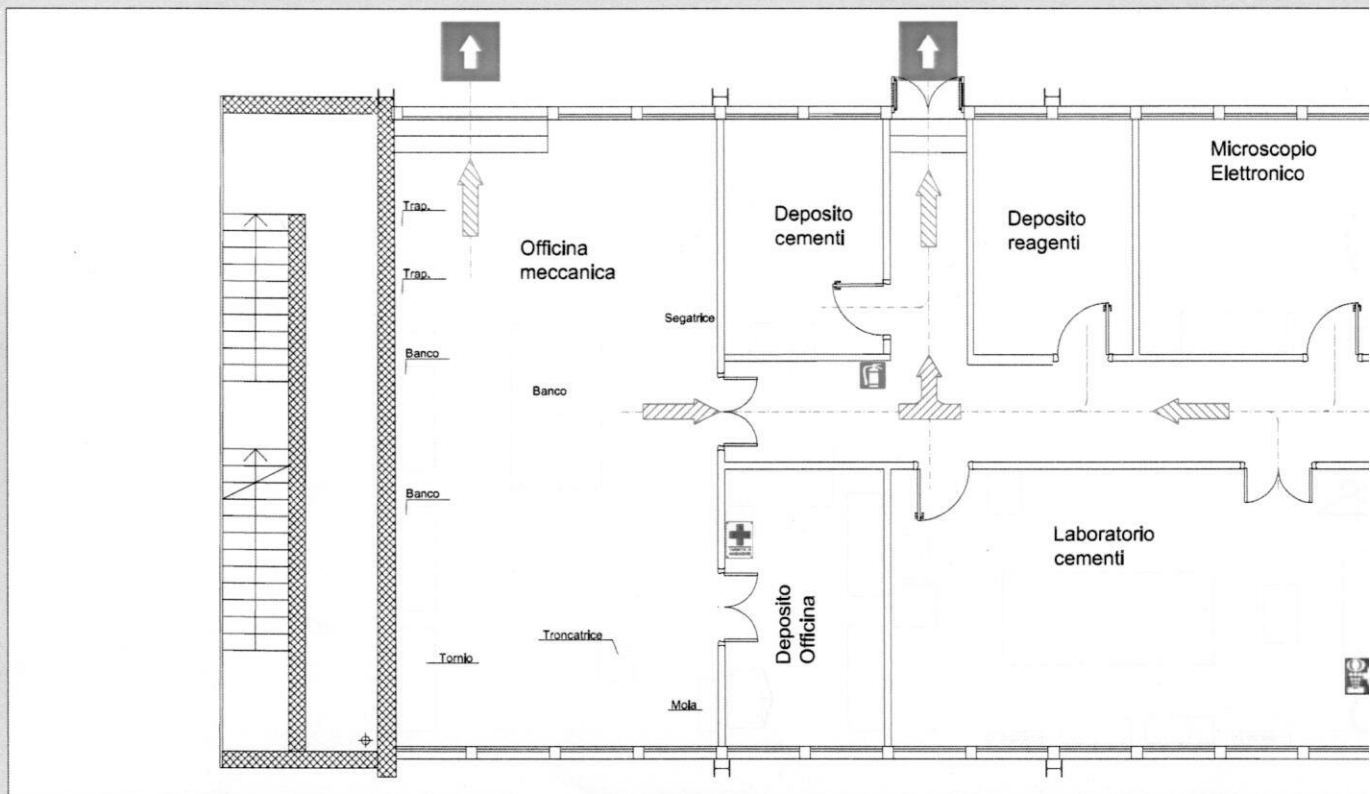 Microscopio
Elettronico
Trap.
Deposito
cementi
Deposito
reagenti
Officina
meccanica
Trap.
Segatrice
Banco
Banco
Banco
Laboratorio
cementi
Deposito
Officina
Troncatrice
Tornio
Mola